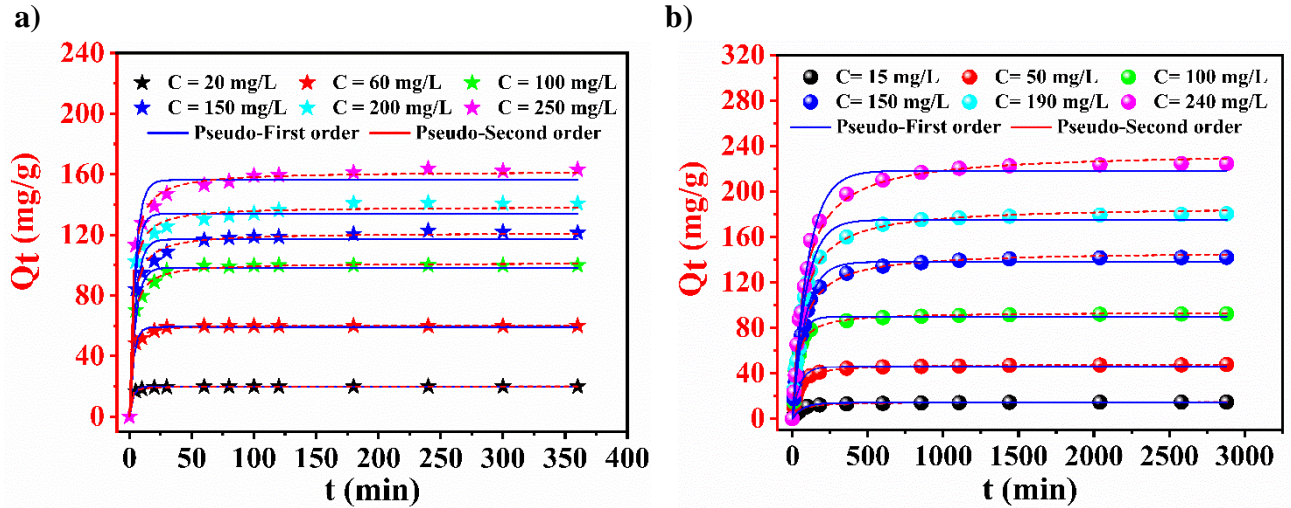 a)
Qt (mg/g)
240
200
160
120
80
40
0
C = 20 mg/L C = 60 mg/L C = 100 mg/L
C = 150 mg/L C = 200 mg/L C = 250 mg/L
Pseudo-First order Pseudo-Second order
0 50 100 150 200 250 300 350 400
t (min)
b)
Qt (mg/g)
320
280
240
200
160
120
80
40
0
C= 15 mg/L C= 50 mg/L C= 100 mg/L
C= 150 mg/L C= 190 mg/L C= 240 mg/L
Pseudo-First order Pseudo-Second order
0 500 1000 1500 2000 2500 3000
t (min)